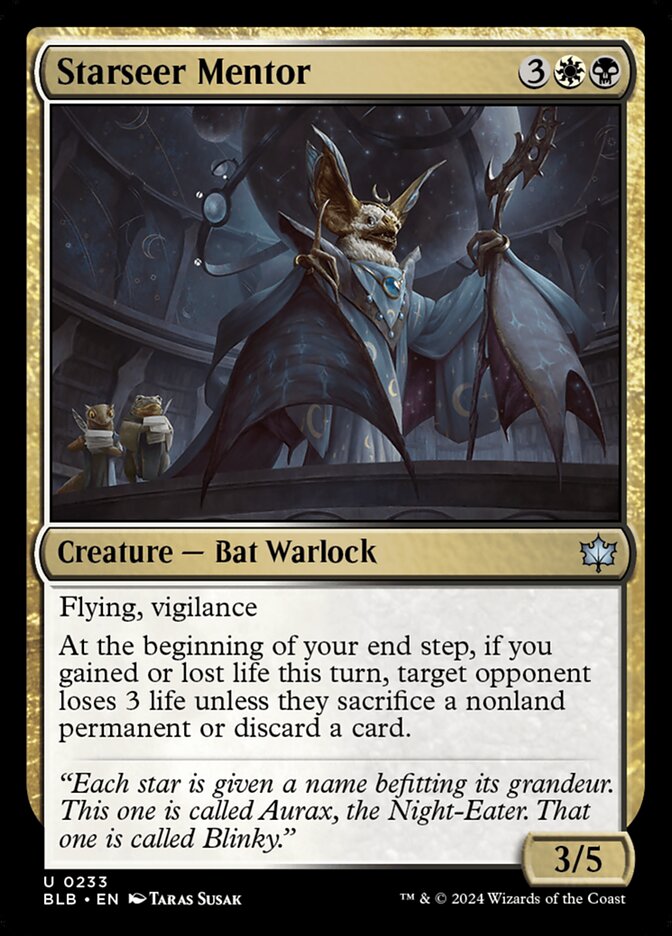 Starseer Mentor 3
Creature — Bat Warlock
Flying, vigilance
At the beginning of your end step, if you
gained or lost life this turn, target opponent
loses 3 life unless they sacrifice a nonland
permanent or discard a card.
“Each star is given a name befitting its grandeur.
This one is called Aurax, the Night-Eater. That
one is called Blinky.”
3/5
U 0233
BLB • EN Taras Susak
™ & © 2024 Wizards of the Coast